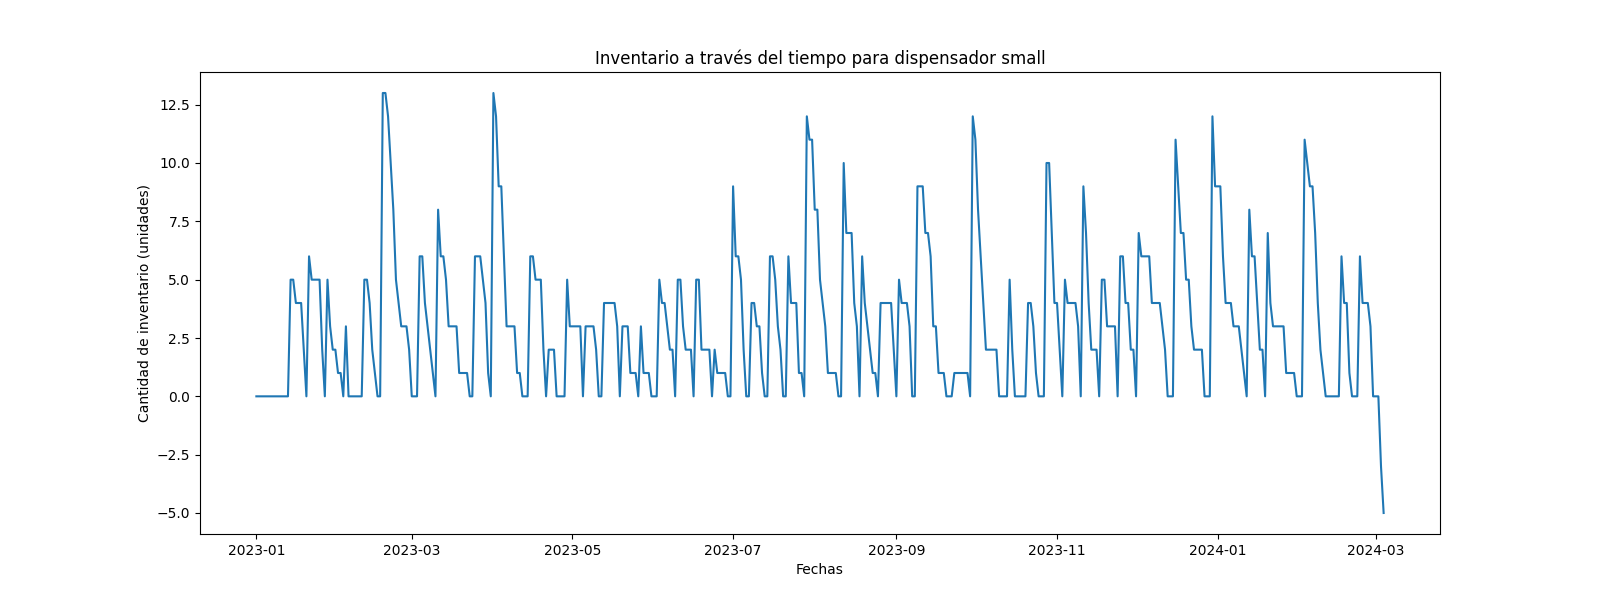 Inventario a través del tiempo para dispensador small
Cantidad de inventario (unidades)
12.5
10.0
7.5
5.0
2.5
0.0
−2.5
−5.0
2023-01 2023-03 2023-05 2023-07 2023-09 2023-11 2024-01 2024-03
Fechas